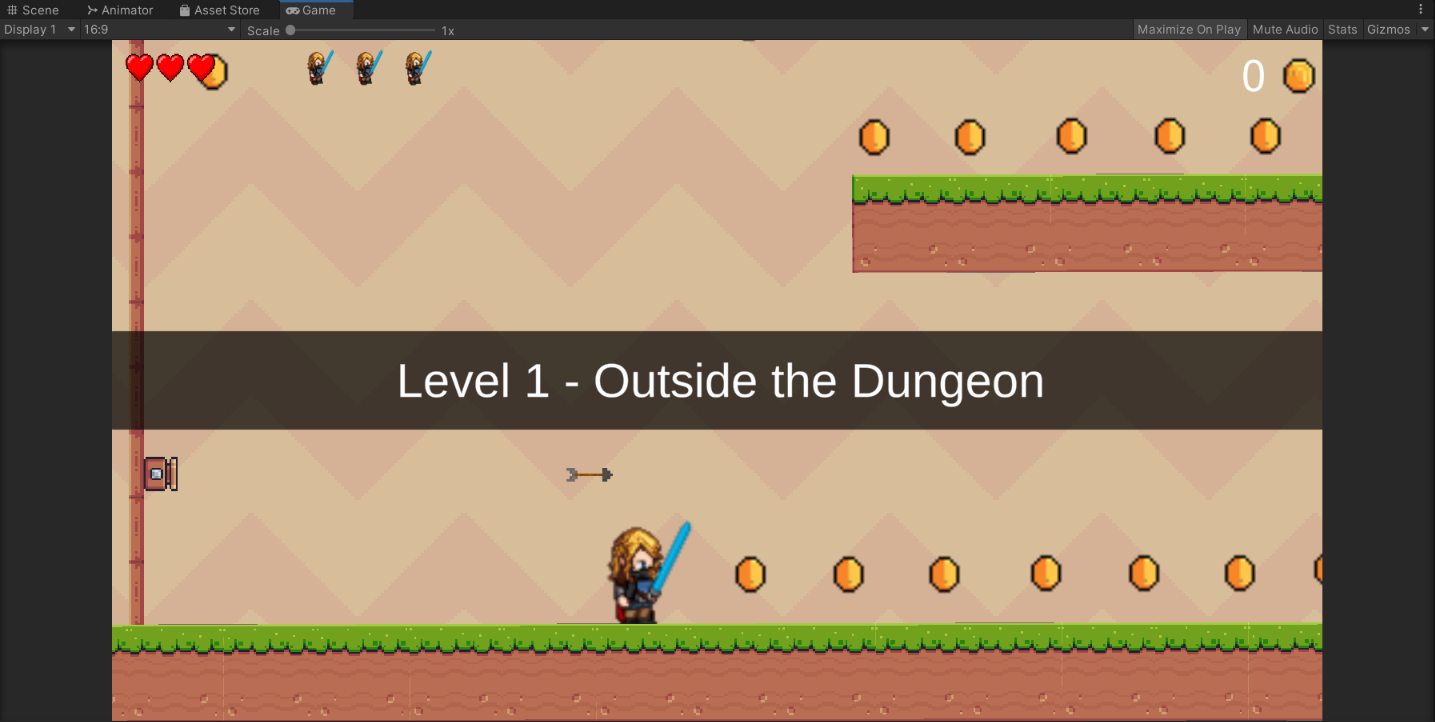 Scene Animator Asset Store Game
Display 1 16:9 Scale 1x Maximize On Play Mute Audio Stats Gizmos
0
Level 1 - Outside the Dungeon